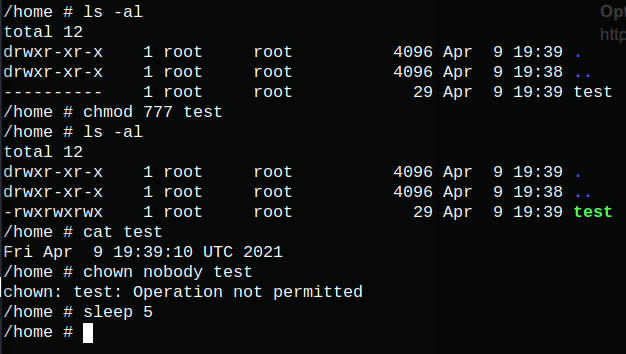 /home # ls -al
total 12
drwxr-xr-x    1 root     root          4096 Apr  9 19:39 .
drwxr-xr-x    1 root     root          4096 Apr  9 19:38 ..
----------    1 root     root            29 Apr  9 19:39 test
/home # chmod 777 test
/home # ls -al
total 12
drwxr-xr-x    1 root     root          4096 Apr  9 19:39 .
drwxr-xr-x    1 root     root          4096 Apr  9 19:38 ..
-rwxrwxrwx    1 root     root            29 Apr  9 19:39 test
/home # cat test
Fri Apr  9 19:39:10 UTC 2021
/home # chown nobody test
chown: test: Operation not permitted
/home # sleep 5
/home #
Opt
http